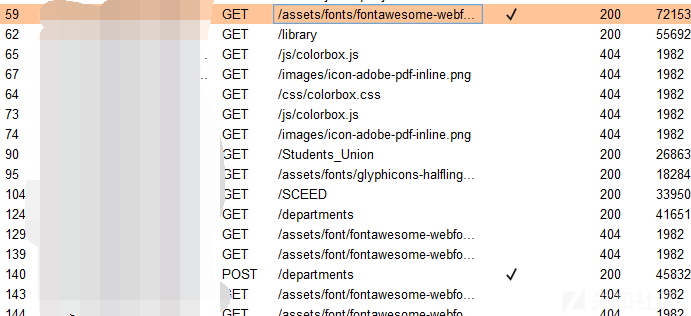 59 GET /assets/fonts/fontawesome-webf... ✓ 200 72153
62 GET /library 200 55692
65 GET /js/colorbox.js 404 1982
67 GET /images/icon-adobe-pdf-inline.png 404 1982
64 GET /css/colorbox.css 404 1982
73 GET /js/colorbox.js 404 1982
74 GET /images/icon-adobe-pdf-inline.png 404 1982
90 GET /Students_Union 200 26863
95 GET /assets/fonts/glyphicons-halfling... 200 18284
104 GET /SCEED 200 33950
124 GET /departments 200 41651
129 GET /assets/font/fontawesome-webfo... 404 1982
139 GET /assets/font/fontawesome-webfo... 404 1982
140 POST /departments ✓ 200 45832
143 GET /assets/font/fontawesome-webfo... 404 1982
144 GET /assets/font/fontawesome-webfo... 404 1982